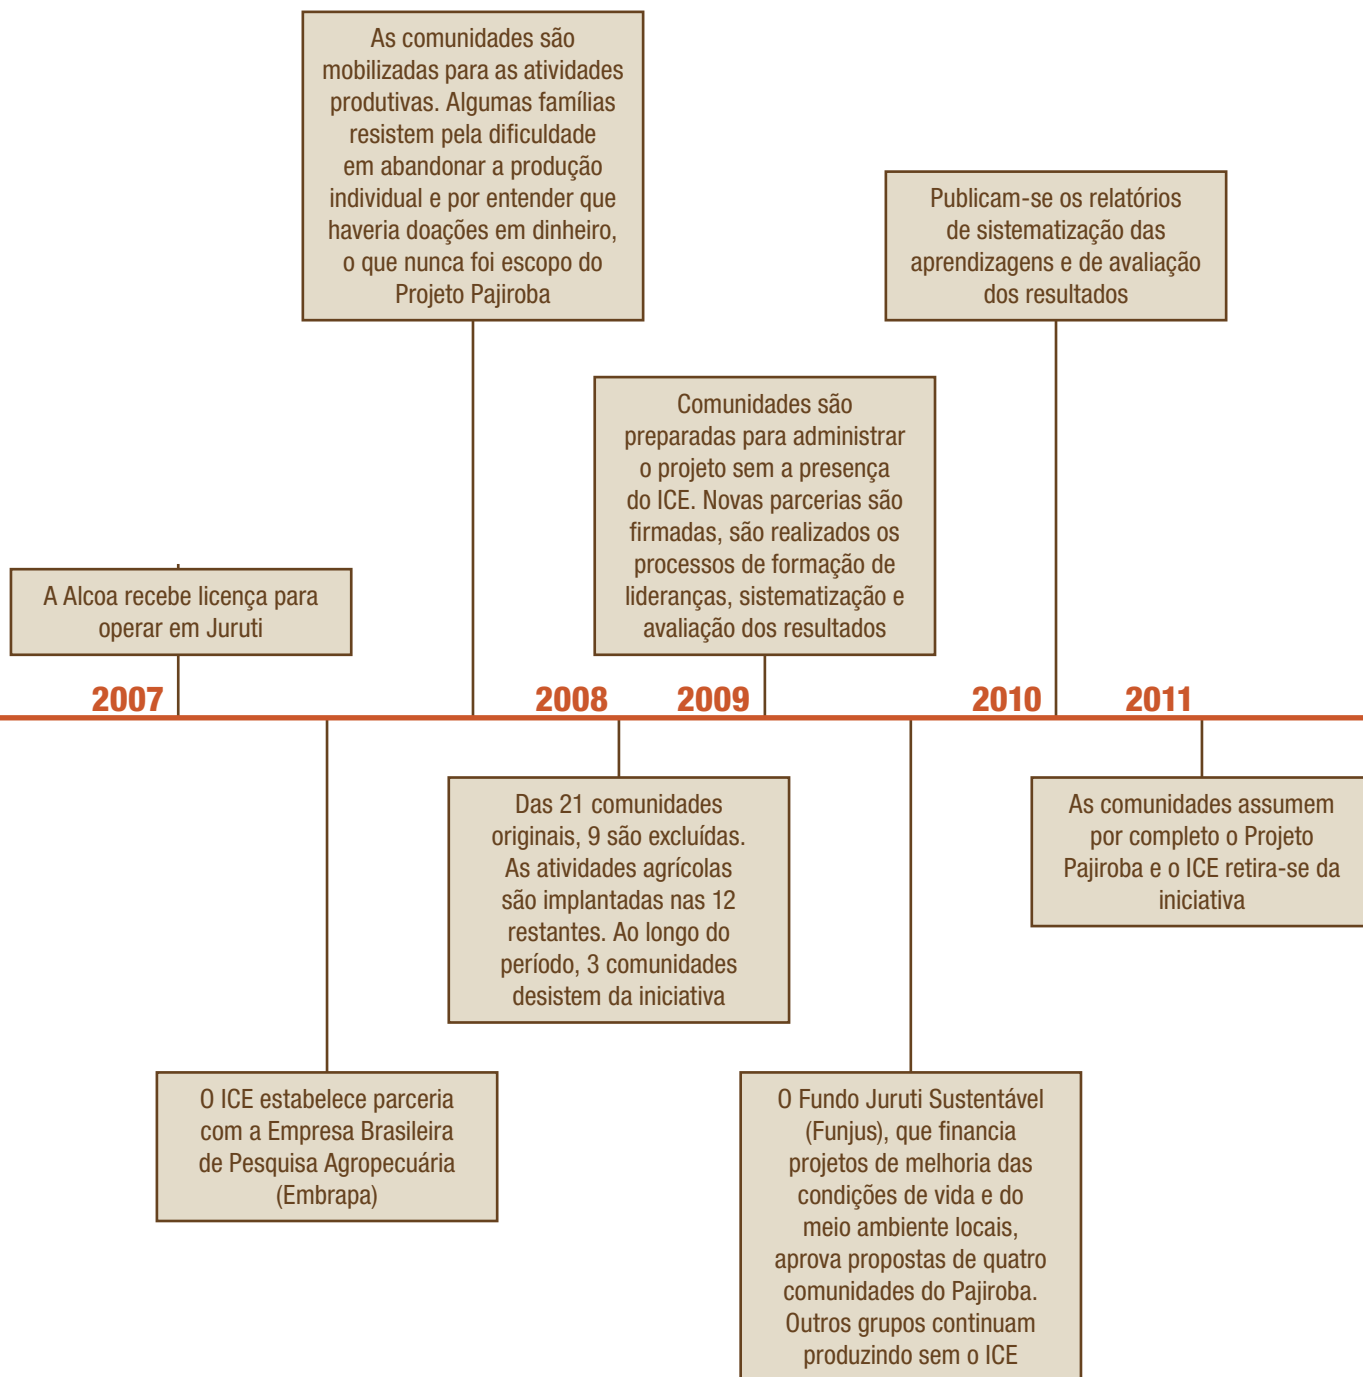 As comunidades são
mobilizadas para as atividades
produtivas. Algumas famílias
resistem pela dificuldade
em abandonar a produção
individual e por entender que
haveria doações em dinheiro,
o que nunca foi escopo do
Projeto Pajiroba
Publicam-se os relatórios
de sistematização das
aprendizagens e de avaliação
dos resultados
Comunidades são
preparadas para administrar
o projeto sem a presença
do ICE. Novas parcerias são
firmadas, são realizados os
processos de formação de
lideranças, sistematização e
avaliação dos resultados
A Alcoa recebe licença para
operar em Juruti
2007
2008
2009
2010
2011
Das 21 comunidades
originais, 9 são excluídas.
As atividades agrícolas
são implantadas nas 12
restantes. Ao longo do
período, 3 comunidades
desistem da iniciativa
As comunidades assumem
por completo o Projeto
Pajiroba e o ICE retira-se da
iniciativa
O ICE estabelece parceria
com a Empresa Brasileira
de Pesquisa Agropecuária
(Embrapa)
O Fundo Juruti Sustentável
(Funjus), que financia
projetos de melhoria das
condições de vida e do
meio ambiente locais,
aprova propostas de quatro
comunidades do Pajiroba.
Outros grupos continuam
produzindo sem o ICE